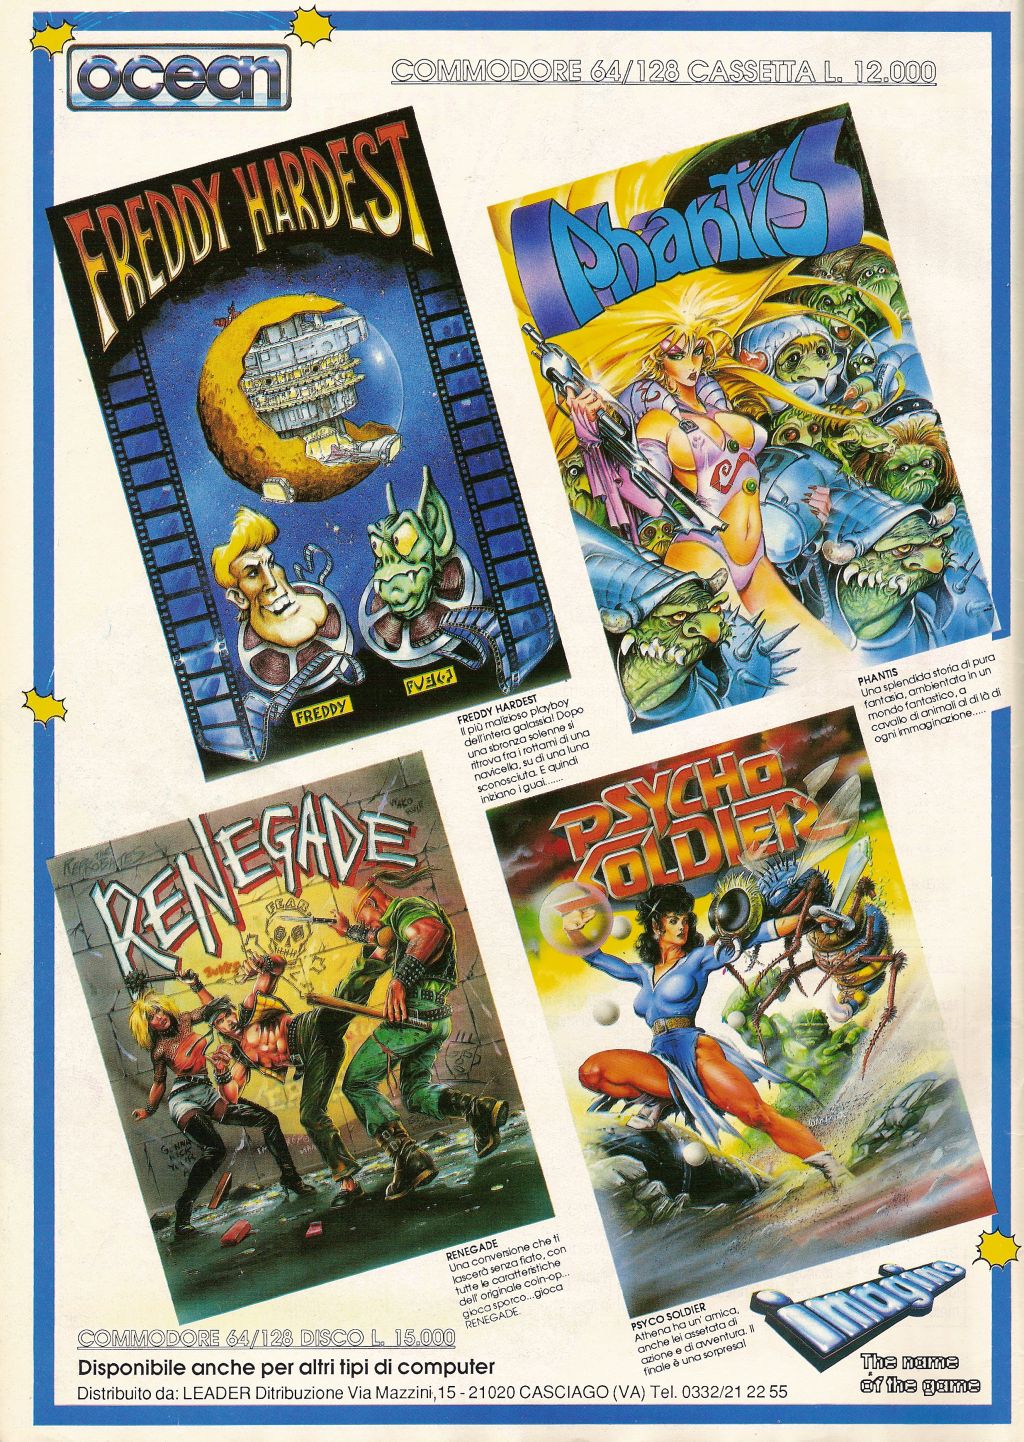 ocean
COMMODORE 64/128 CASSETTA L. 12.000
FREDDY HARDEST
FREDDY
Phantis
FREDDY HARDEST
Il più malizioso playboy
dell'intera galassia! Dopo
una sbronza solenne si
ritrova fra i rottami di una
navicella, su di una luna
sconosciuta. E quindi
iniziano i guai......
PHANTIS
Una splendida storia di pura
fantasia, ambientata in un
mondo fantastico, a
cavallo di animali al di là di
ogni immaginazione.....
RENEGADE
FEAR
PSYCHO
SOLDIER
RENEGADE
Una conversione che ti
lascerà senza fiato, con
tutte le caratteristiche
dell' originale coin-op...
gioca sporco...gioca
RENEGADE.
PSYCO SOLDIER
Athena ha un' amica,
anche lei assetata di
azione e di avventura. Il
finale è una sorpresa!
imagine
The name
of the game
COMMODORE 64/128 DISCO L. 15.000
Disponibile anche per altri tipi di computer
Distribuito da: LEADER Ditribuzione Via Mazzini,15 - 21020 CASCIAGO (VA) Tel. 0332/21 22 55